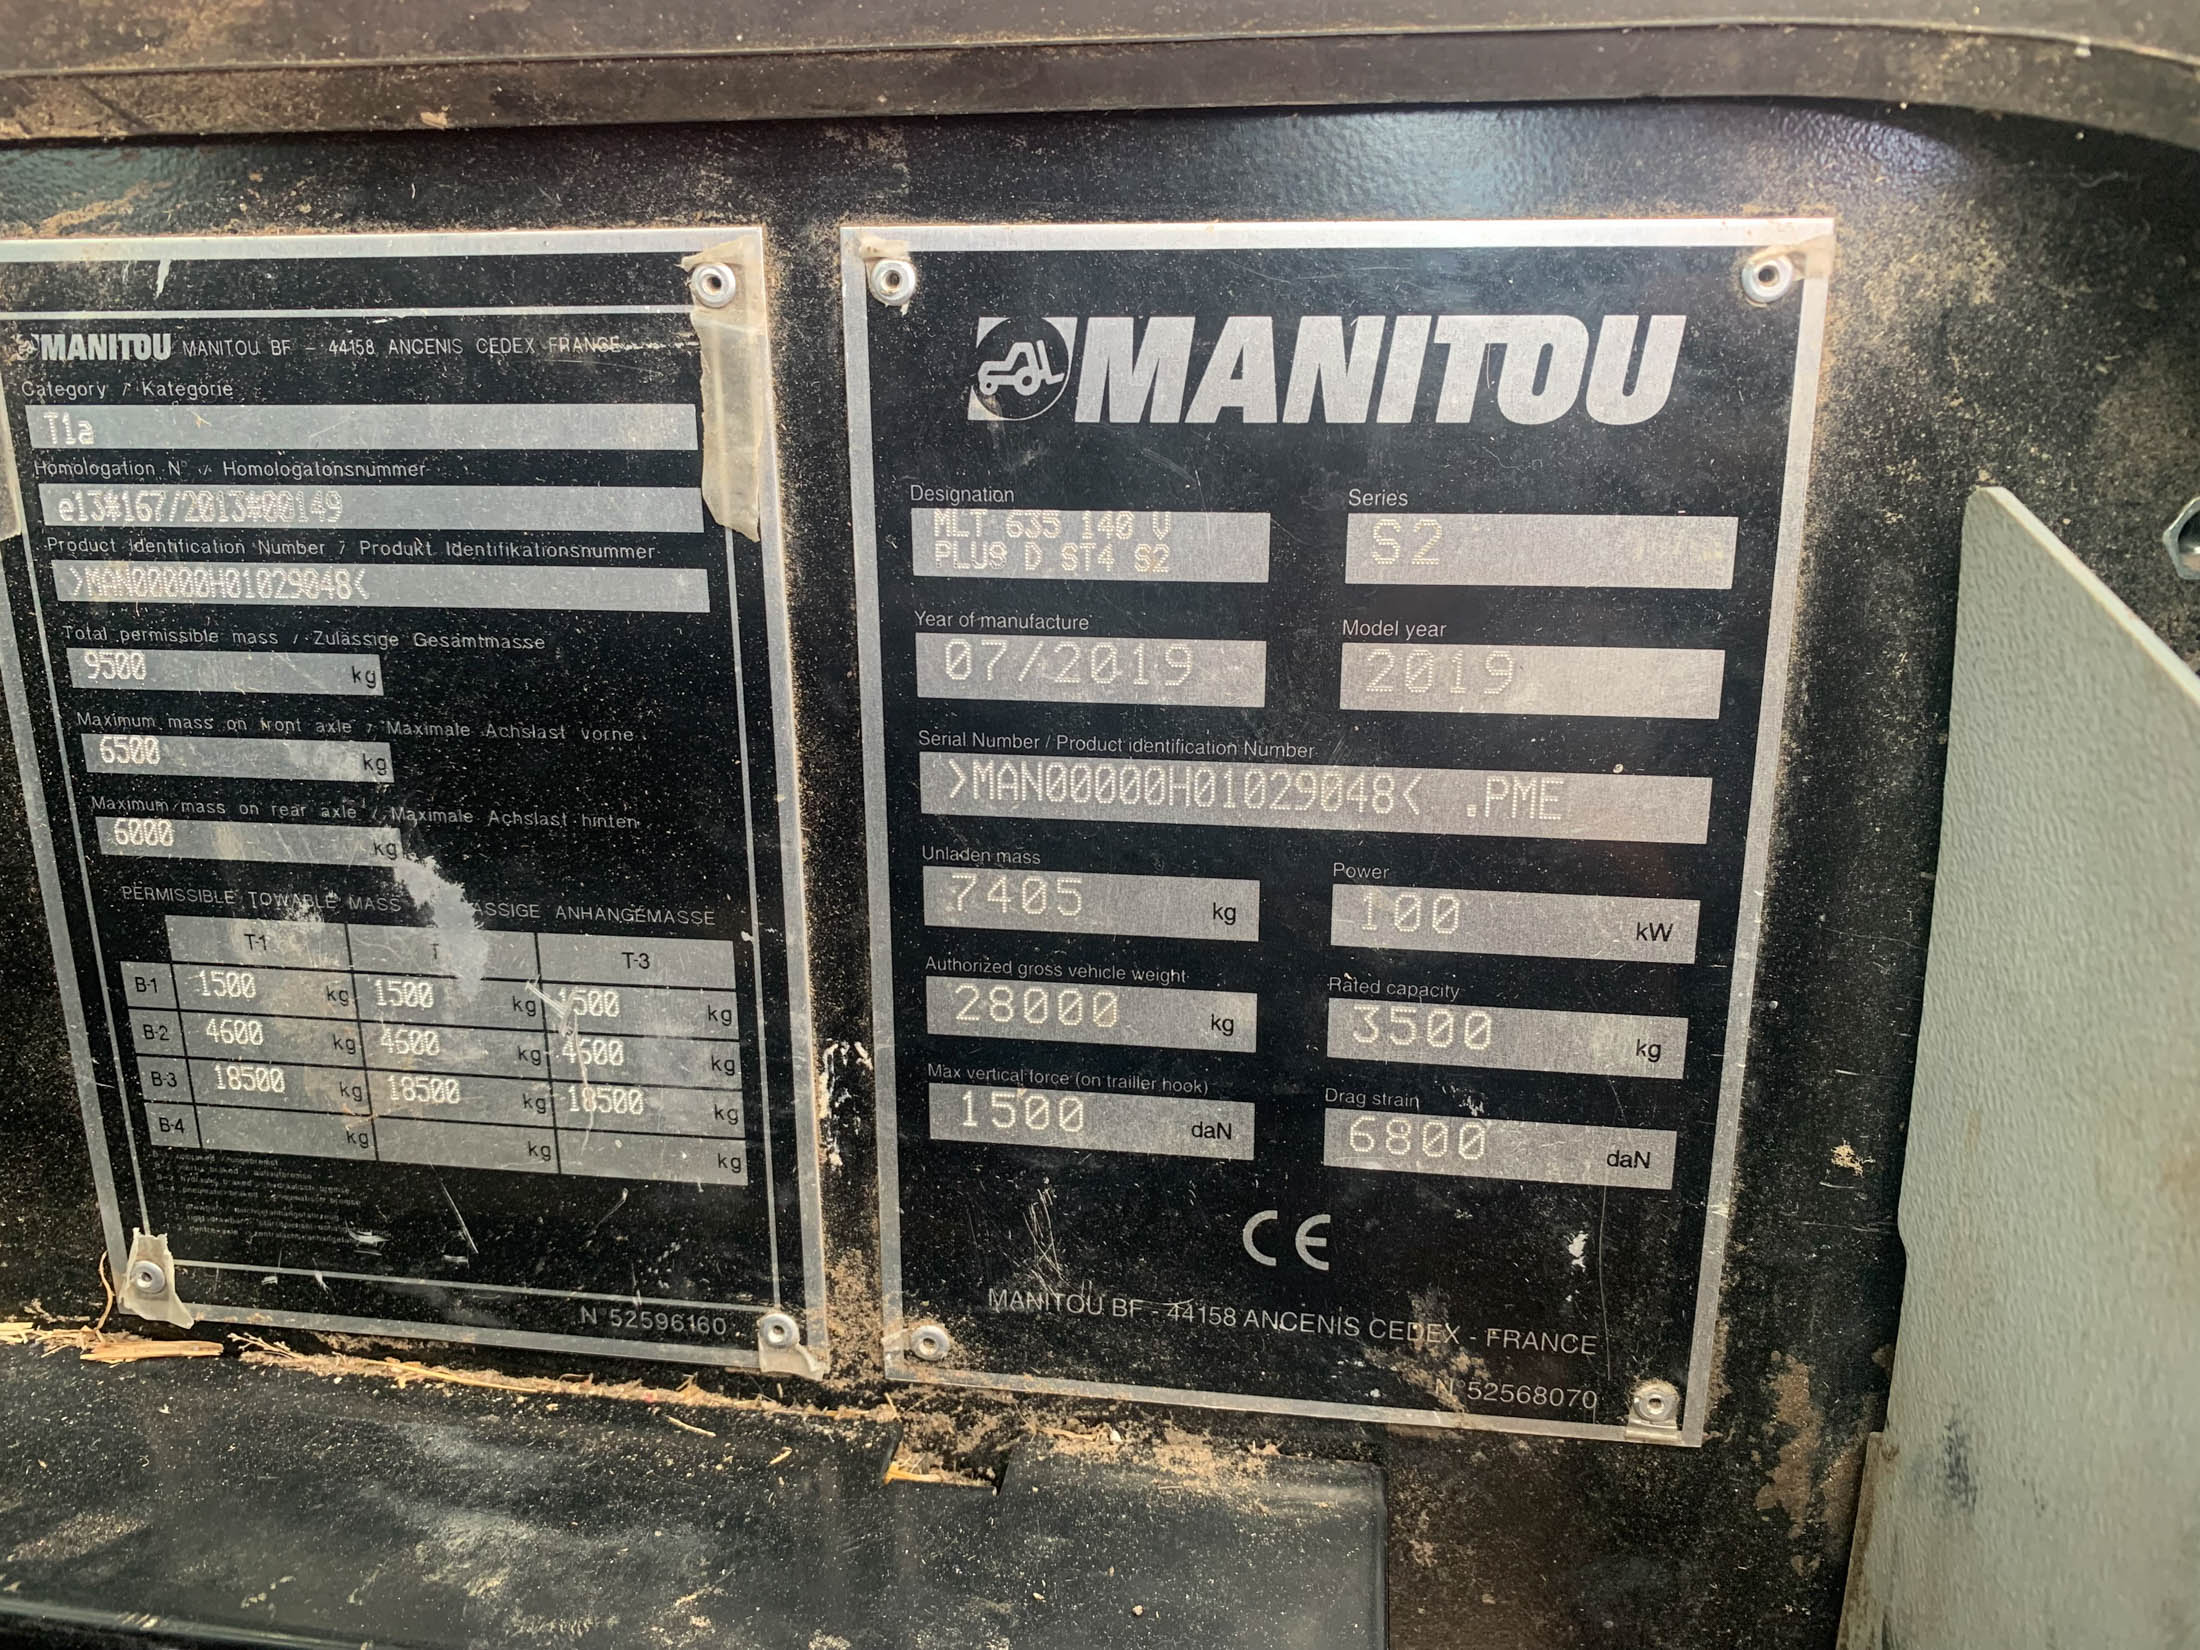 MANITOU MANITOU BF - 44158 ANCENIS CEDEX FRANCE
Category / Kategorie
T1a
Homologation N° / Homologatonsnummer
e13*167/2013*00149
Product Identification Number / Produkt Identifikationsnummer
>MAN00000H01029048<
Total permissible mass / Zulässige Gesamtmasse
9500 kg
Maximum mass on front axle / Maximale Achslast vorne
6500 kg
Maximum mass on rear axle / Maximale Achslast hinten
6000 kg
PERMISSIBLE TOWABLE MASS ANHANGEMASSE
T-1 T T-3
B-1 1500 kg 1500 kg 1500 kg
B-2 4600 kg 4600 kg 4600 kg
B-3 18500 kg 18500 kg 18500 kg
B-4 kg kg kg
N° 52596160
MANITOU
Designation Series
MLT 635 140 V
PLUS D ST4 S2
S2
Year of manufacture Model year
07/2019 2019
Serial Number / Product identification Number
>MAN00000H01029048< .PME
Unladen mass Power
7405 kg 100 kW
Authorized gross vehicle weight Rated capacity
28000 kg 3500 kg
Max vertical force (on trailler hook) Drag strain
1500 daN 6800 daN
CE
MANITOU BF - 44158 ANCENIS CEDEX - FRANCE
N° 52568070